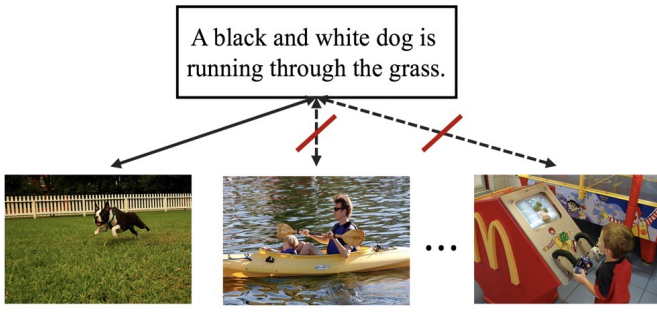 A black and white dog is
running through the grass.